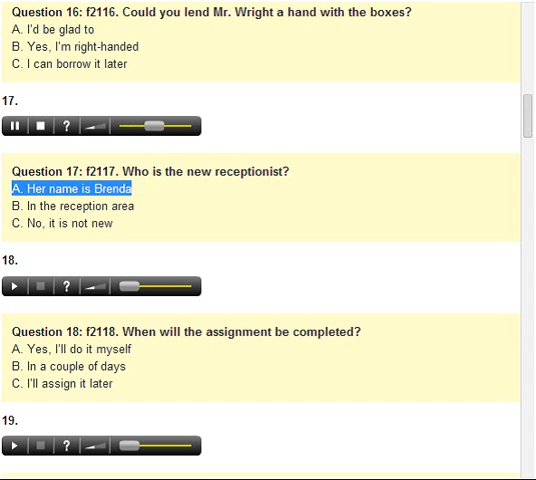 Question 16: f2116. Could you lend Mr. Wright a hand with the boxes?
A. I'd be glad to
B. Yes, I'm right-handed
C. I can borrow it later
17.
?
Question 17: f2117. Who is the new receptionist?
A. Her name is Brenda
B. In the reception area
C. No, it is not new
18.
?
Question 18: f2118. When will the assignment be completed?
A. Yes, I'll do it myself
B. In a couple of days
C. I'll assign it later
19.
?